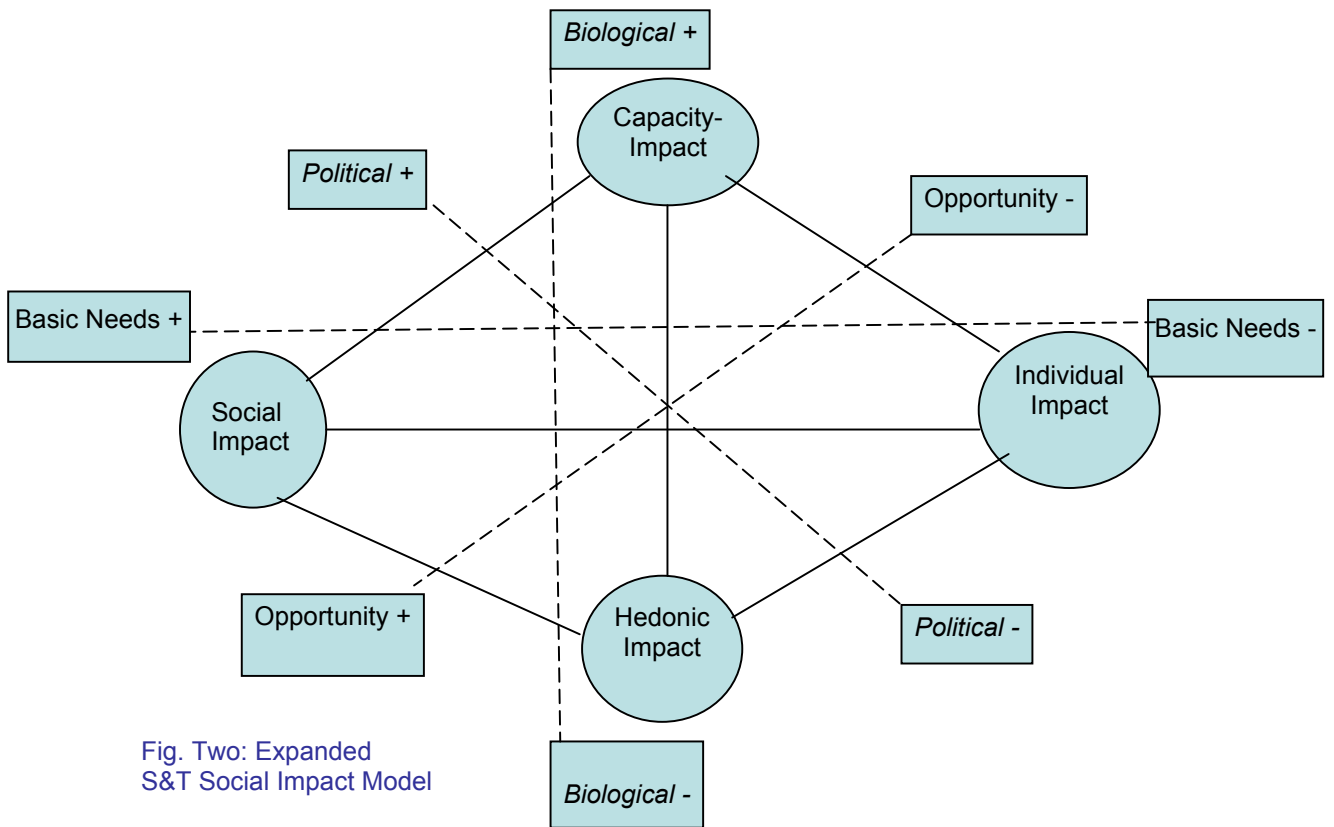 Biological +
Capacity-
Impact
Political +
Opportunity -
Basic Needs +
Basic Needs -
Individual
Impact
Social
Impact
Opportunity +
Hedonic
Impact
Political -
Fig. Two: Expanded
S&T Social Impact Model
Biological -